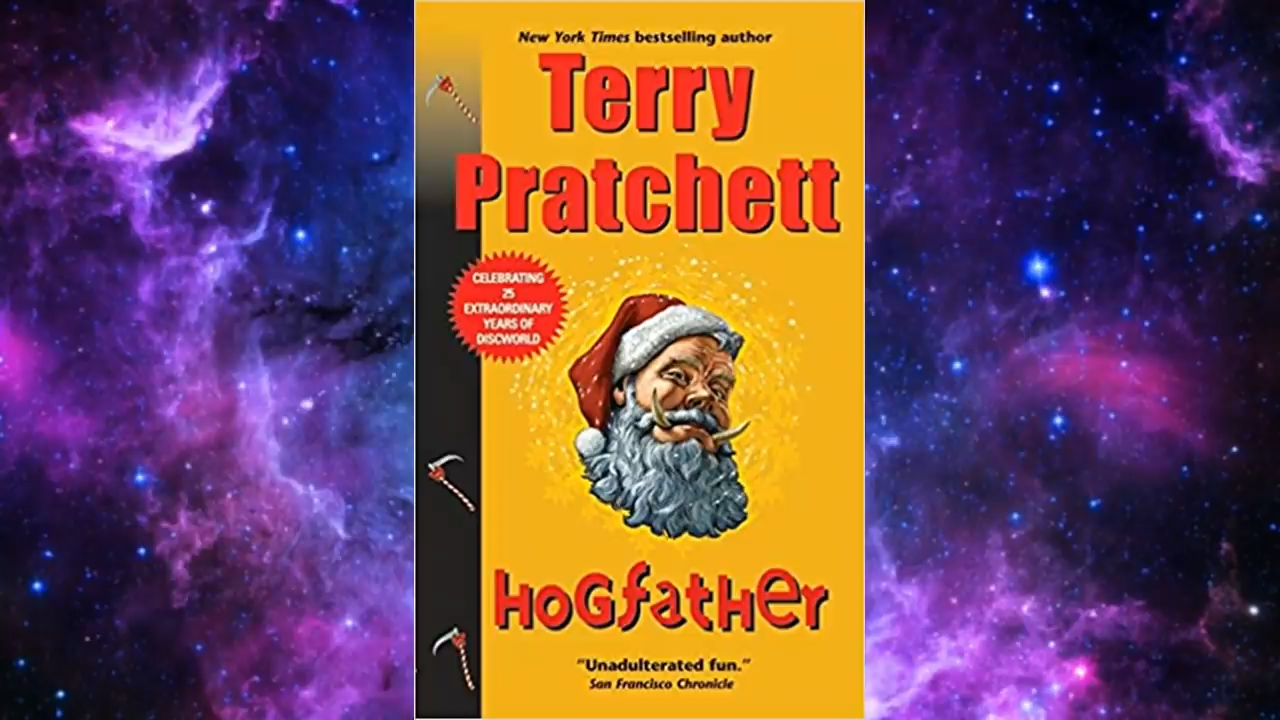 New York Times bestselling author
Terry
Pratchett
CELEBRATING
25
EXTRAORDINARY
YEARS OF
DISCWORLD
HOGfatHer
"Unadulterated fun."
San Francisco Chronicle